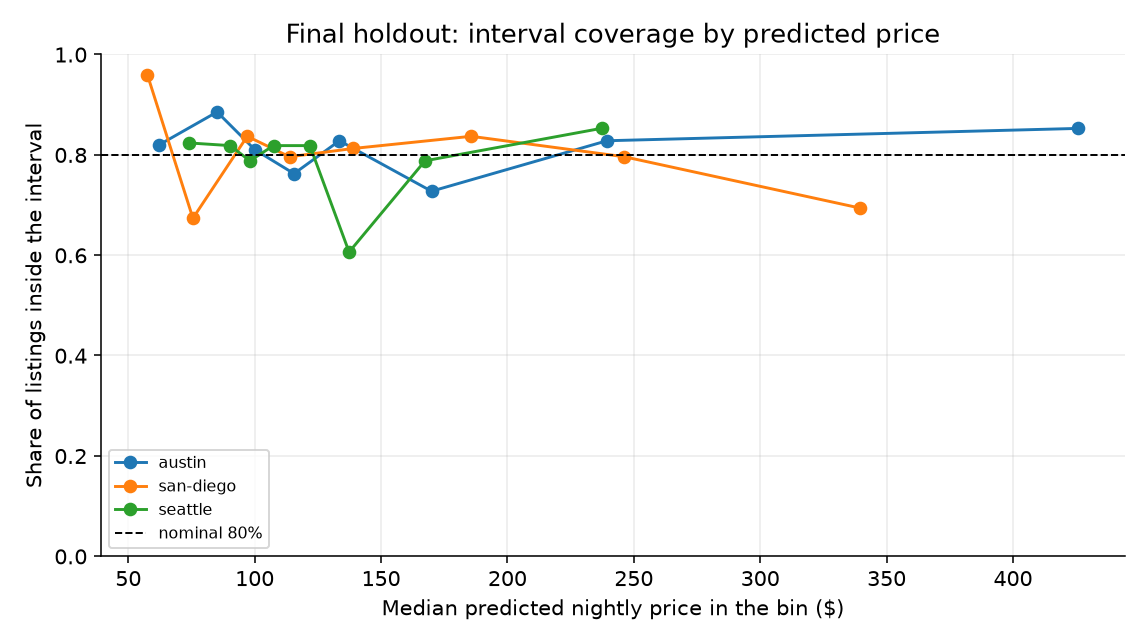 Final holdout: interval coverage by predicted price
Share of listings inside the interval
1.0
0.8
0.6
0.4
0.2
0.0
austin
san-diego
seattle
nominal 80%
50 100 150 200 250 300 350 400
Median predicted nightly price in the bin ($)